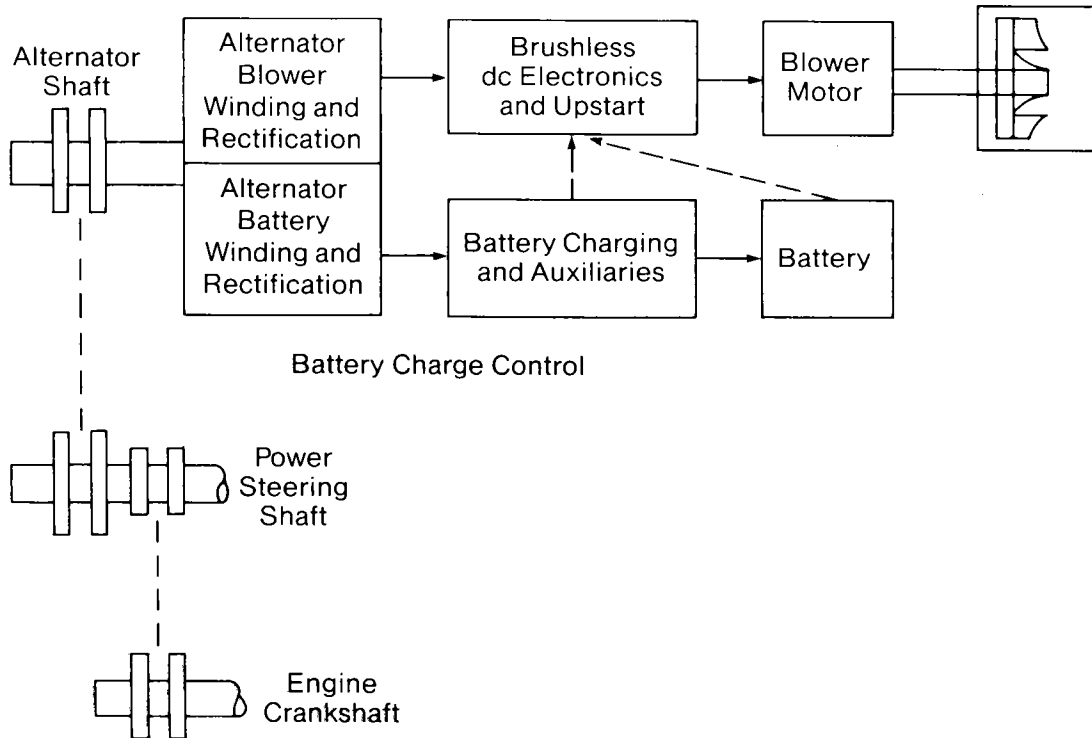 Alternator
Shaft
Alternator
Blower
Winding and
Rectification
Brushless
dc Electronics
and Upstart
Blower
Motor
Alternator
Battery
Winding and
Rectification
Battery Charging
and Auxiliaries
Battery
Battery Charge Control
Power
Steering
Shaft
Engine
Crankshaft